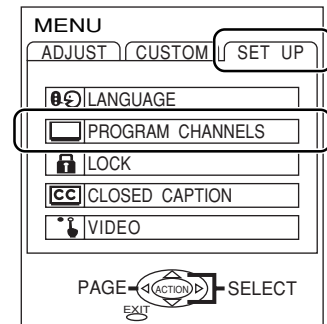 MENU
ADJUST CUSTOM SET UP
LANGUAGE
PROGRAM CHANNELS
LOCK
CC CLOSED CAPTION
VIDEO
PAGE ACTION SELECT
EXIT